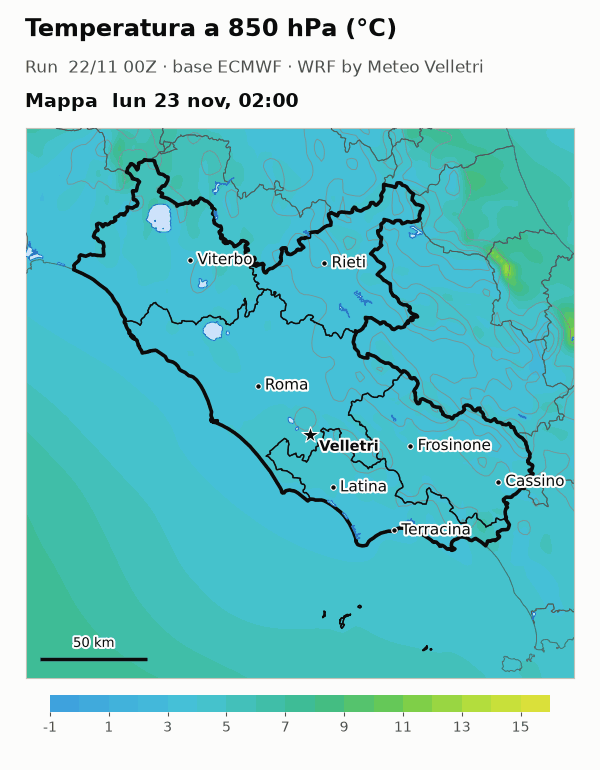 Temperatura a 850 hPa (°C)
Run  22/11 00Z · base ECMWF · WRF by Meteo Velletri
Mappa  lun 23 nov, 02:00
Viterbo
Rieti
Roma
Velletri
Frosinone
Cassino
Latina
Terracina
50 km
-1 1 3 5 7 9 11 13 15